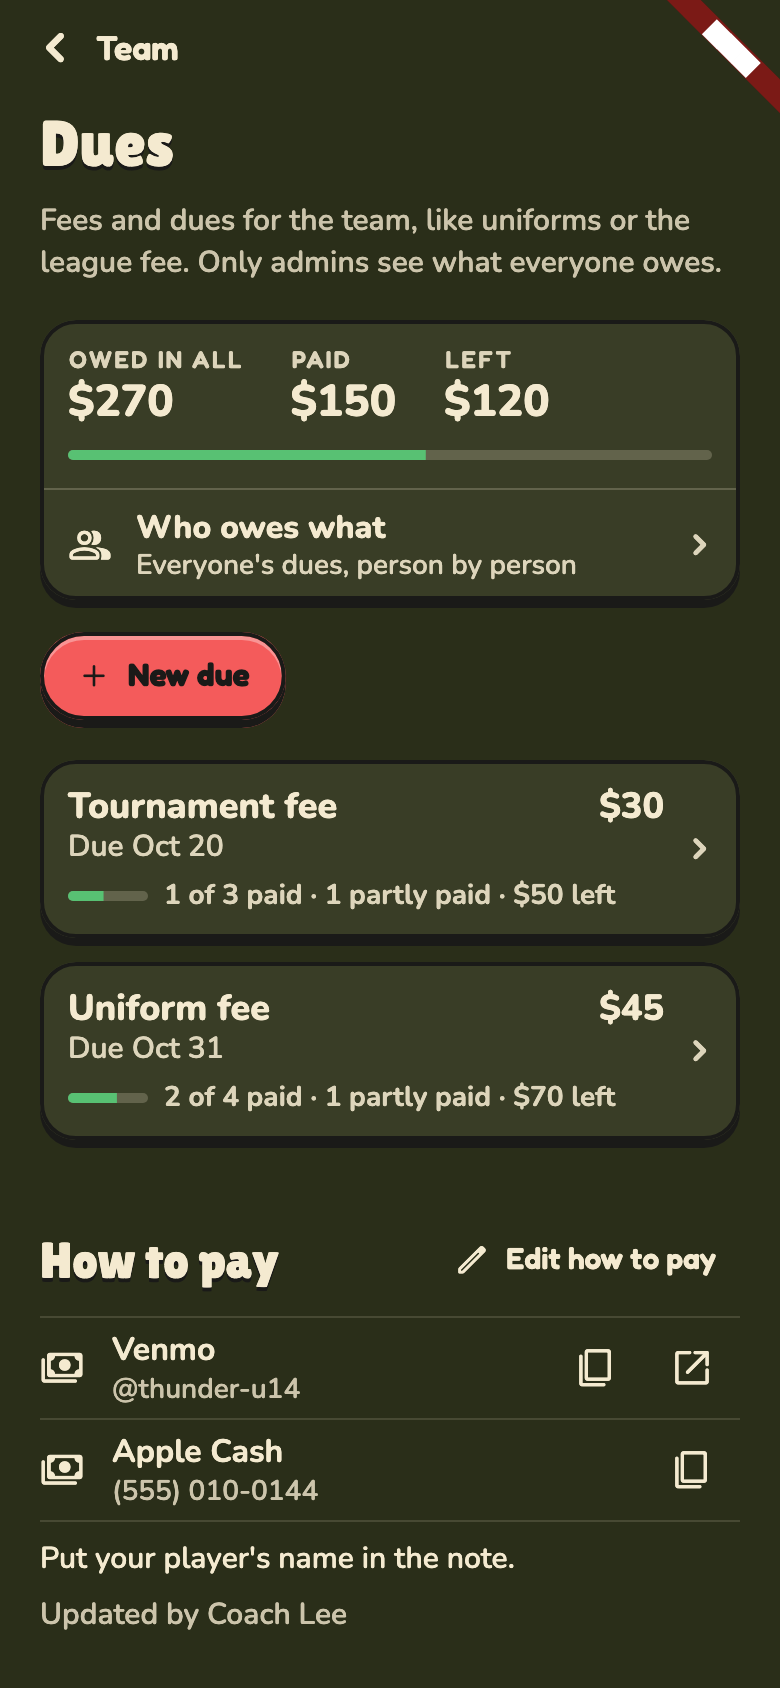 Team
Dues
Fees and dues for the team, like uniforms or the
league fee. Only admins see what everyone owes.
OWED IN ALL PAID LEFT
$270 $150 $120
Who owes what
Everyone's dues, person by person
New due
Tournament fee $30
Due Oct 20
1 of 3 paid · 1 partly paid · $50 left
Uniform fee $45
Due Oct 31
2 of 4 paid · 1 partly paid · $70 left
How to pay Edit how to pay
Venmo
@thunder-u14
Apple Cash
(555) 010-0144
Put your player's name in the note.
Updated by Coach Lee